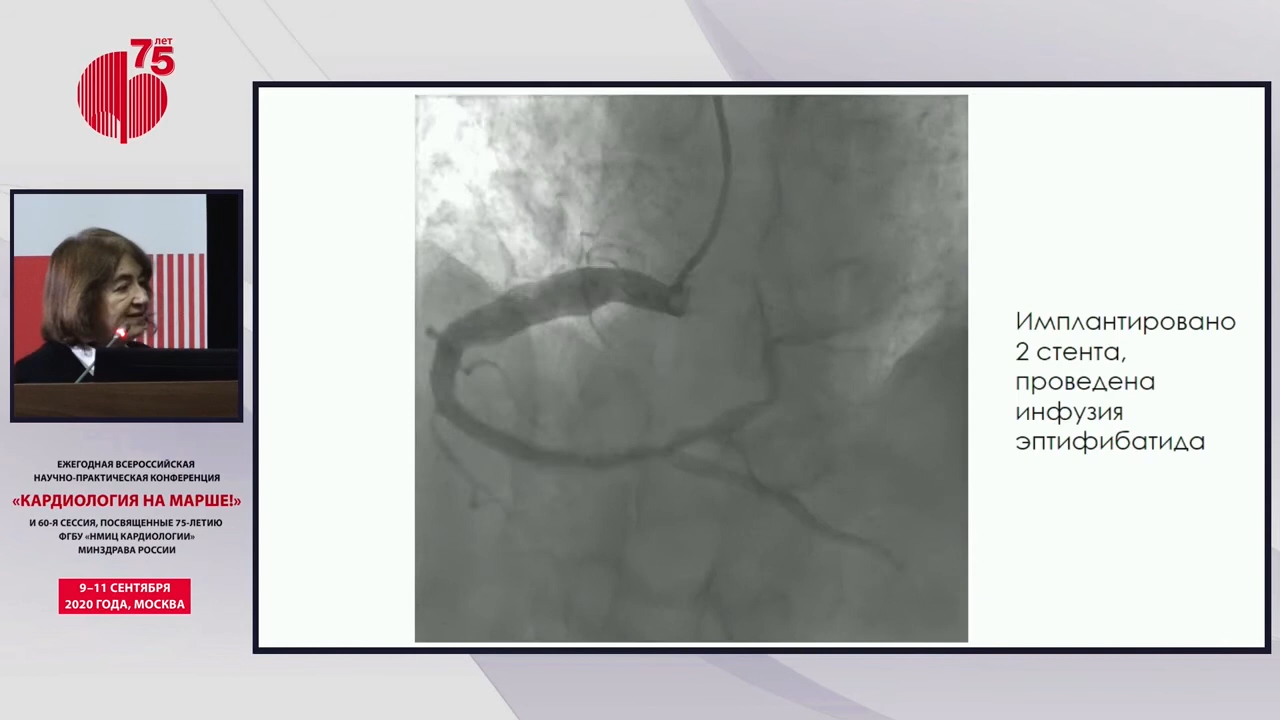 75 лет
ЕЖЕГОДНАЯ ВСЕРОССИЙСКАЯ
НАУЧНО-ПРАКТИЧЕСКАЯ КОНФЕРЕНЦИЯ
«КАРДИОЛОГИЯ НА МАРШЕ!»
И 60-Я СЕССИЯ, ПОСВЯЩЕННЫЕ 75-ЛЕТИЮ
ФГБУ «НМИЦ КАРДИОЛОГИИ»
МИНЗДРАВА РОССИИ
9–11 СЕНТЯБРЯ
2020 ГОДА, МОСКВА
Имплантировано
2 стента,
проведена
инфузия
эптифибатида